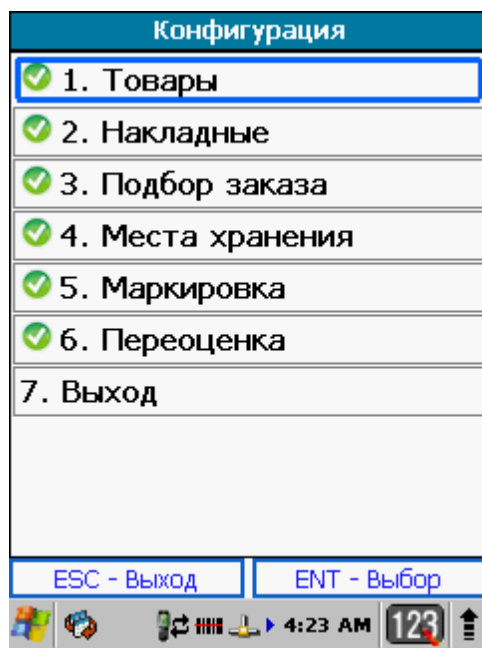 Конфигурация
1. Товары
2. Накладные
3. Подбор заказа
4. Места хранения
5. Маркировка
6. Переоценка
7. Выход
ESC - Выход ENT - Выбор
4:23 AM 123